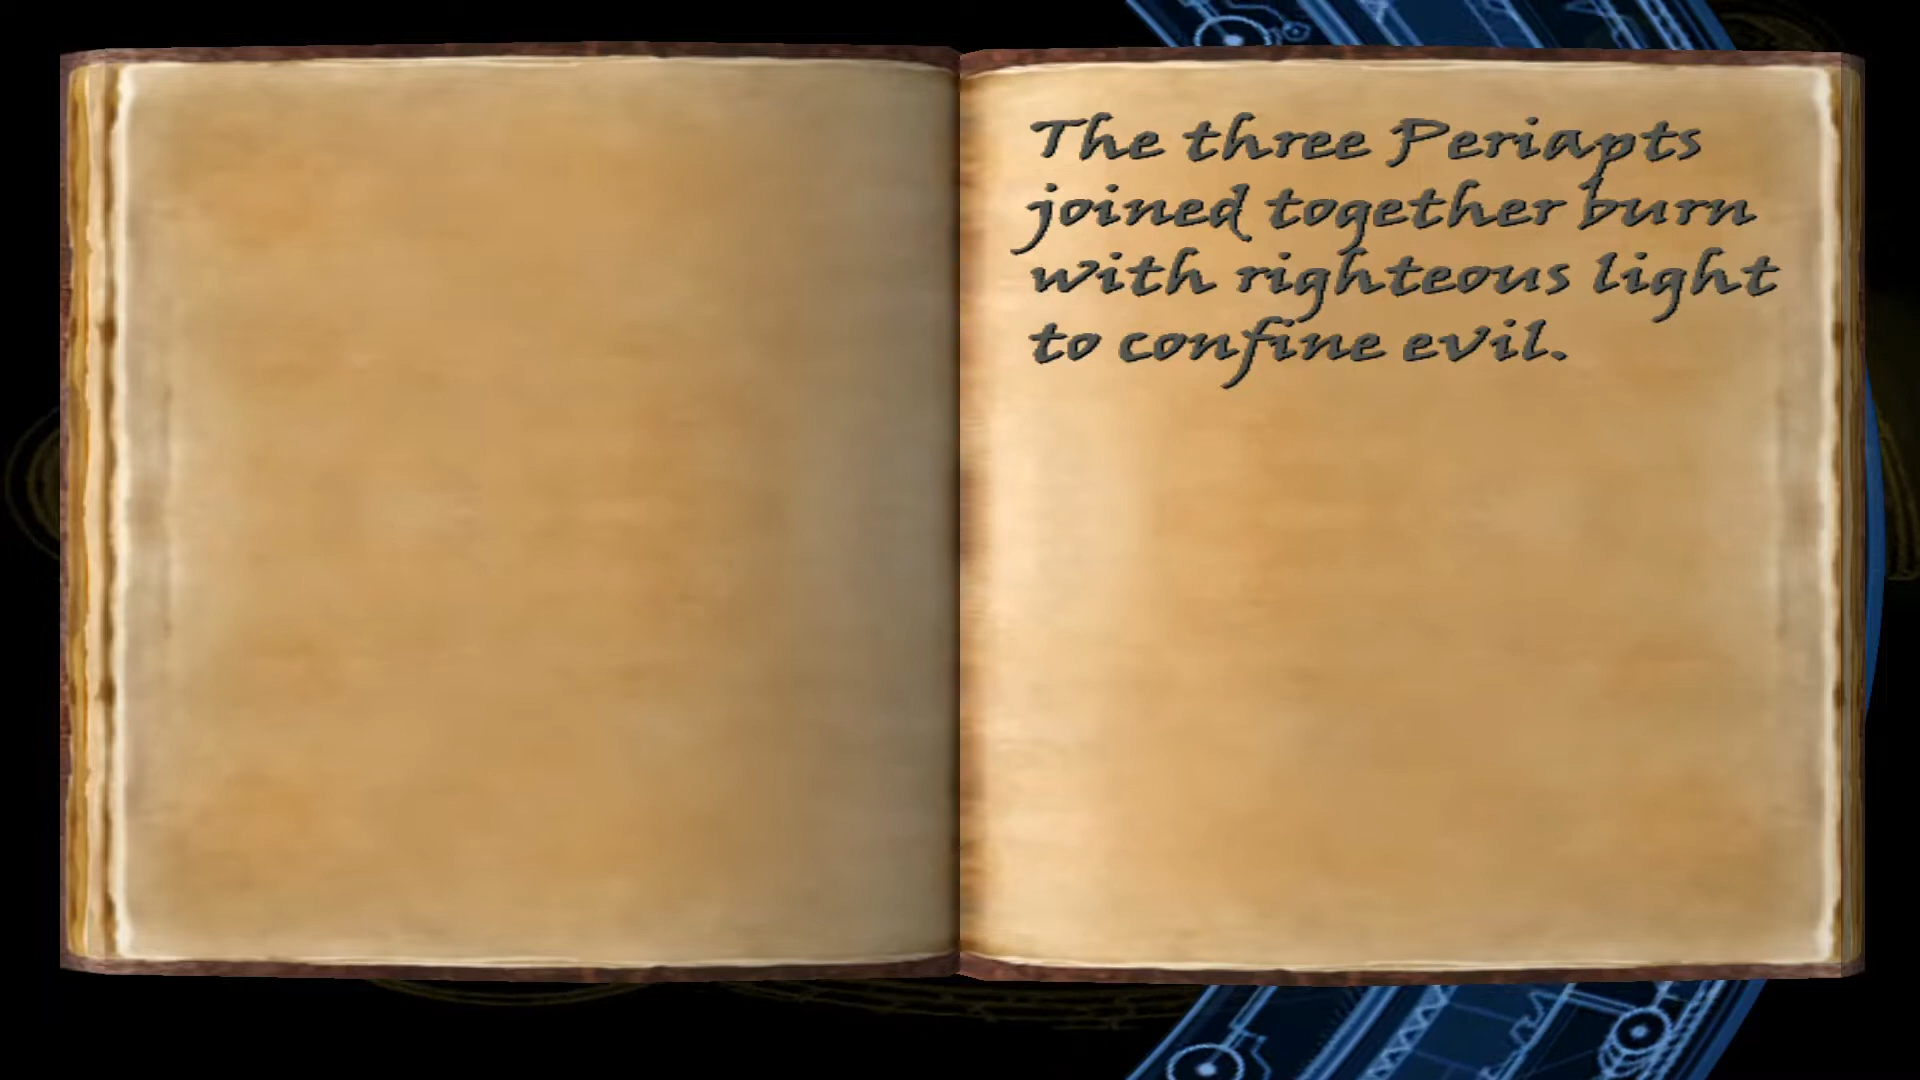 The three Periapts
joined together burn
with righteous light
to confine evil.